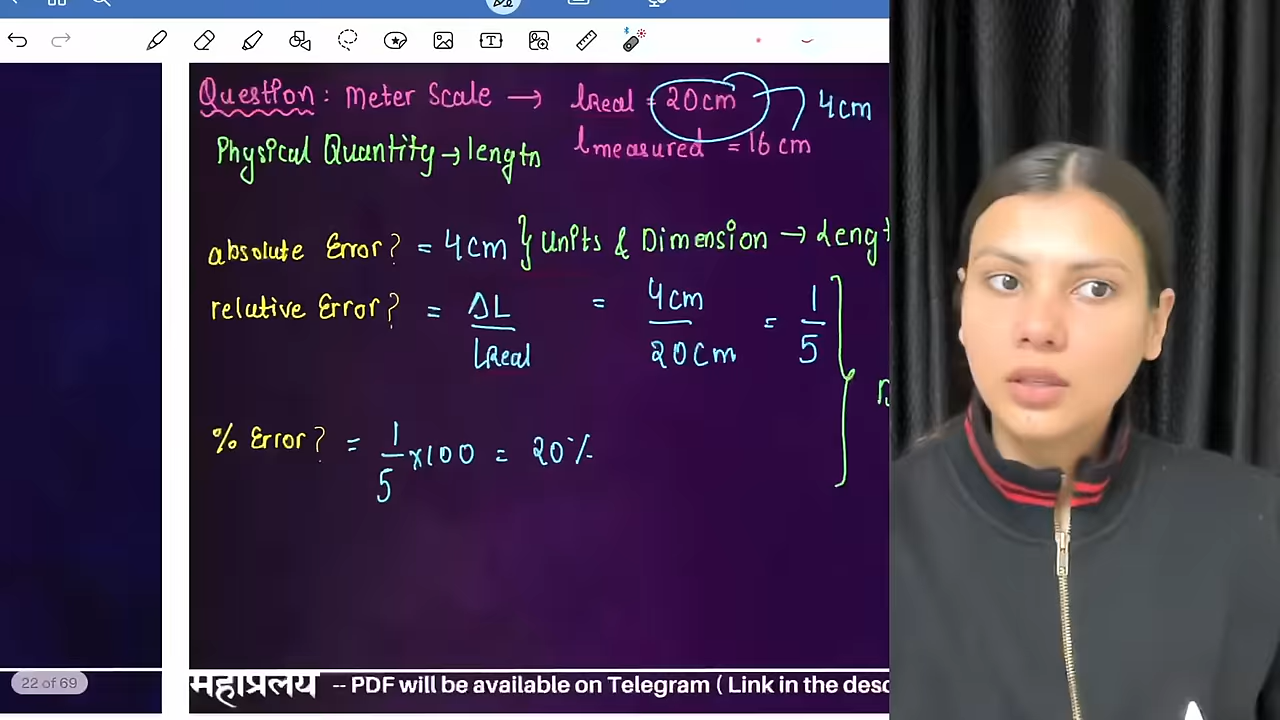 Question: Meter Scale → lReal = 20cm 4cm
Physical Quantity → length lmeasured = 16 cm
absolute Error? = 4cm } Units & Dimension → Lengt
relative Error? = ΔL / LReal = 4cm / 20cm = 1 / 5
% Error? = 1 / 5 × 100 = 20%
22 of 69
महाप्रलय -- PDF will be available on Telegram ( Link in the desc